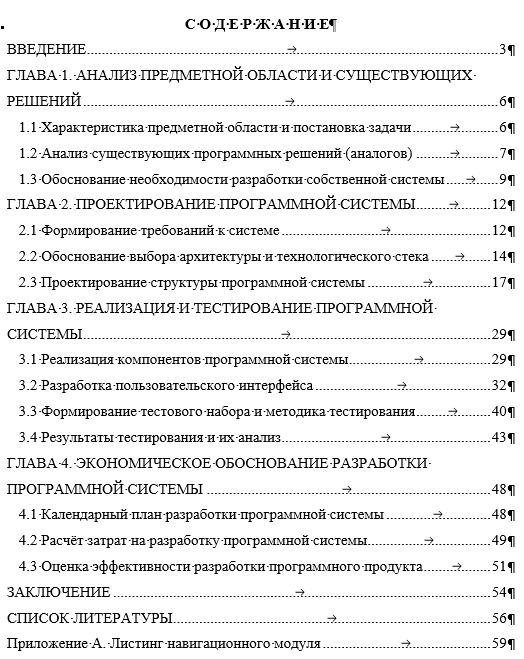 СОДЕРЖАНИЕ
ВВЕДЕНИЕ 3
ГЛАВА 1. АНАЛИЗ ПРЕДМЕТНОЙ ОБЛАСТИ И СУЩЕСТВУЮЩИХ
РЕШЕНИЙ 6
1.1 Характеристика предметной области и постановка задачи 6
1.2 Анализ существующих программных решений (аналогов) 7
1.3 Обоснование необходимости разработки собственной системы 9
ГЛАВА 2. ПРОЕКТИРОВАНИЕ ПРОГРАММНОЙ СИСТЕМЫ 12
2.1 Формирование требований к системе 12
2.2 Обоснование выбора архитектуры и технологического стека 14
2.3 Проектирование структуры программной системы 17
ГЛАВА 3. РЕАЛИЗАЦИЯ И ТЕСТИРОВАНИЕ ПРОГРАММНОЙ
СИСТЕМЫ 29
3.1 Реализация компонентов программной системы 29
3.2 Разработка пользовательского интерфейса 32
3.3 Формирование тестового набора и методика тестирования 40
3.4 Результаты тестирования и их анализ 43
ГЛАВА 4. ЭКОНОМИЧЕСКОЕ ОБОСНОВАНИЕ РАЗРАБОТКИ
ПРОГРАММНОЙ СИСТЕМЫ 48
4.1 Календарный план разработки программной системы 48
4.2 Расчёт затрат на разработку программной системы 49
4.3 Оценка эффективности разработки программного продукта 51
ЗАКЛЮЧЕНИЕ 54
СПИСОК ЛИТЕРАТУРЫ 56
Приложение А. Листинг навигационного модуля 59